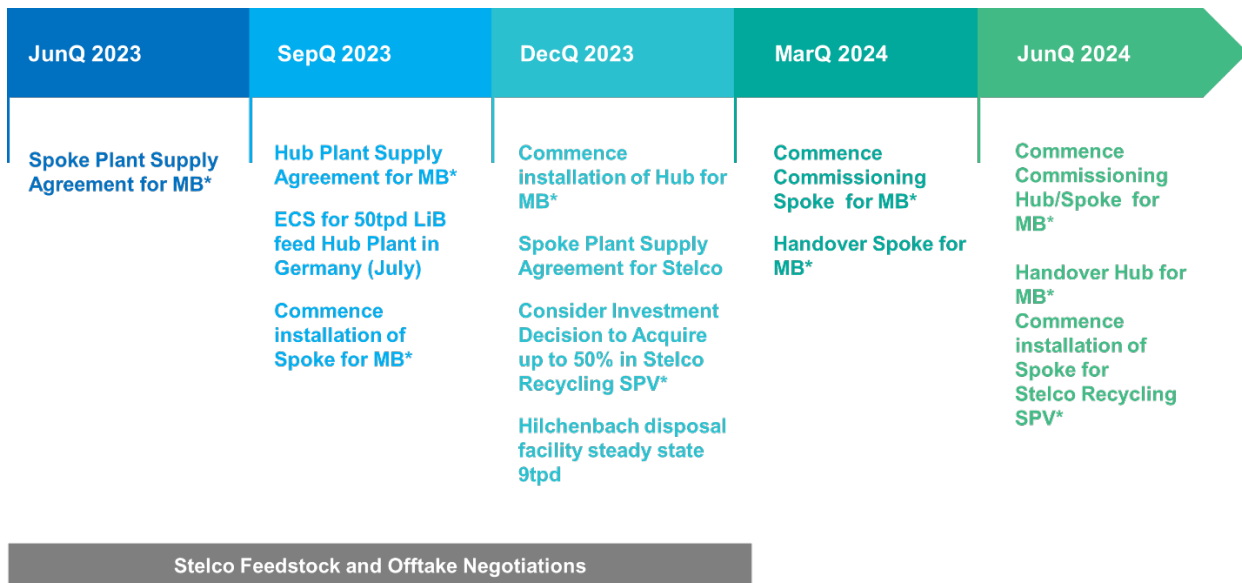 JunQ 2023
SepQ 2023
DecQ 2023
MarQ 2024
JunQ 2024
Spoke Plant Supply
Agreement for MB*
Hub Plant Supply
Agreement for MB*
ECS for 50tpd LiB
feed Hub Plant in
Germany (July)
Commence
installation of
Spoke for MB*
Commence
installation of Hub for
MB*
Spoke Plant Supply
Agreement for Stelco
Consider Investment
Decision to Acquire
up to 50% in Stelco
Recycling SPV*
Hilchenbach disposal
facility steady state
9tpd
Commence
Commissioning
Spoke for MB*
Handover Spoke for
MB*
Commence
Commissioning
Hub/Spoke for
MB*
Handover Hub for
MB*
Commence
installation of
Spoke for
Stelco Recycling
SPV*
Stelco Feedstock and Offtake Negotiations